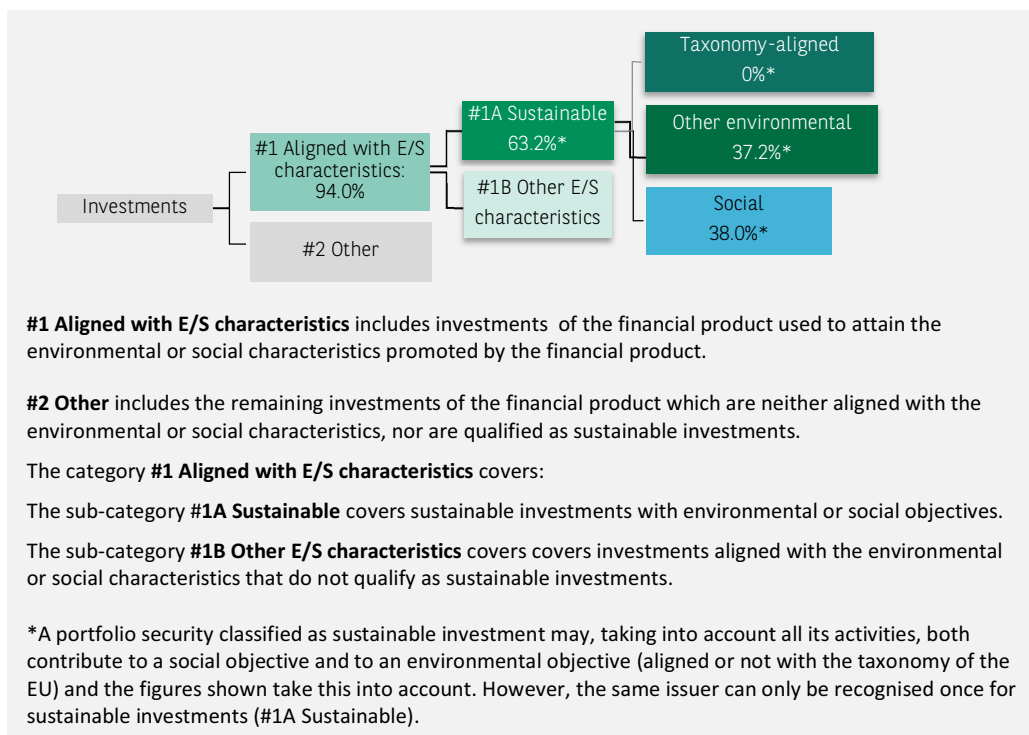 Taxonomy-aligned
0%*
#1A Sustainable
63.2%*
Other environmental
37.2%*
#1 Aligned with E/S
characteristics:
94.0%
#1B Other E/S
characteristics
Investments
Social
38.0%*
#2 Other
#1 Aligned with E/S characteristics includes investments of the financial product used to attain the
environmental or social characteristics promoted by the financial product.
#2 Other includes the remaining investments of the financial product which are neither aligned with the
environmental or social characteristics, nor are qualified as sustainable investments.
The category #1 Aligned with E/S characteristics covers:
The sub-category #1A Sustainable covers sustainable investments with environmental or social objectives.
The sub-category #1B Other E/S characteristics covers covers investments aligned with the environmental
or social characteristics that do not qualify as sustainable investments.
*A portfolio security classified as sustainable investment may, taking into account all its activities, both
contribute to a social objective and to an environmental objective (aligned or not with the taxonomy of the
EU) and the figures shown take this into account. However, the same issuer can only be recognised once for
sustainable investments (#1A Sustainable).